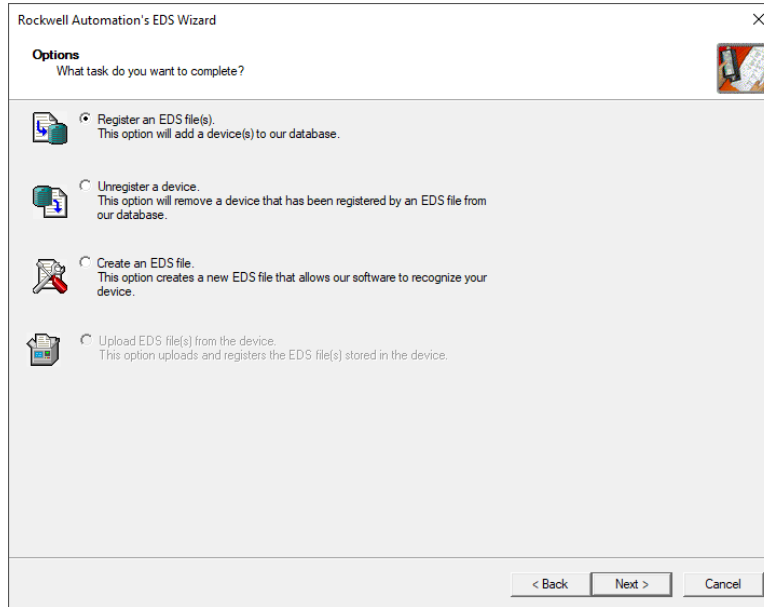 Rockwell Automation's EDS Wizard
Options
What task do you want to complete?
Register an EDS file(s).
This option will add a device(s) to our database.
Unregister a device.
This option will remove a device that has been registered by an EDS file from
our database.
Create an EDS file.
This option creates a new EDS file that allows our software to recognize your
device.
Upload EDS file(s) from the device.
This option uploads and registers the EDS file(s) stored in the device.
< Back Next > Cancel